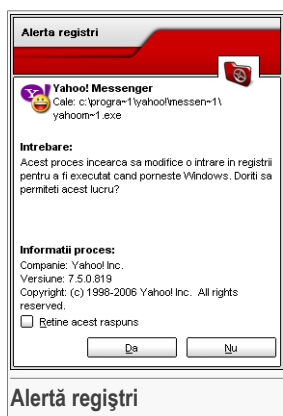 Alerta registri
Yahoo! Messenger
Cale: c:\progra~1\yahoo!\messen~1\
yahoom~1.exe
Intrebare:
Acest proces incearca sa modifice o intrare in registrii
pentru a fi executat cand porneste Windows. Doriti sa
permiteti acest lucru?
Informatii proces:
Companie: Yahoo! Inc.
Versiune: 7.5.0.819
Copyright: (c) 1998-2006 Yahoo! Inc. All rights
reserved.
Retine acest raspuns
Da
Nu
Alertă regiştri